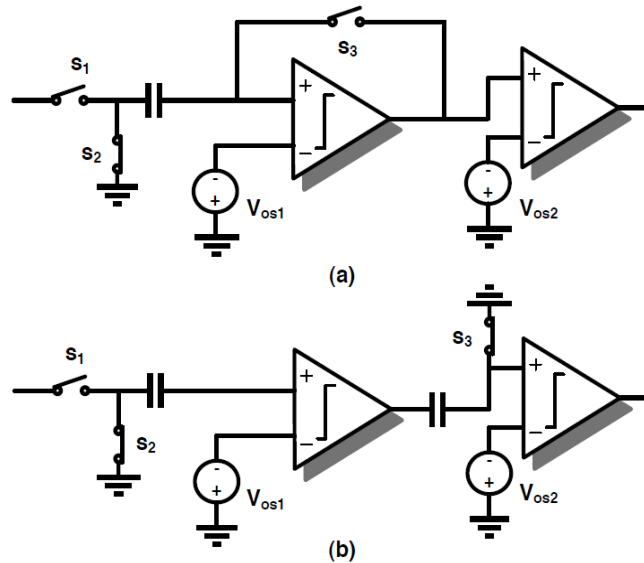 S₃
S₁
S₂
+
−
-
+
Vos1
+
−
-
+
Vos2
(a)
S₃
S₁
S₂
+
−
-
+
Vos1
+
−
-
+
Vos2
(b)